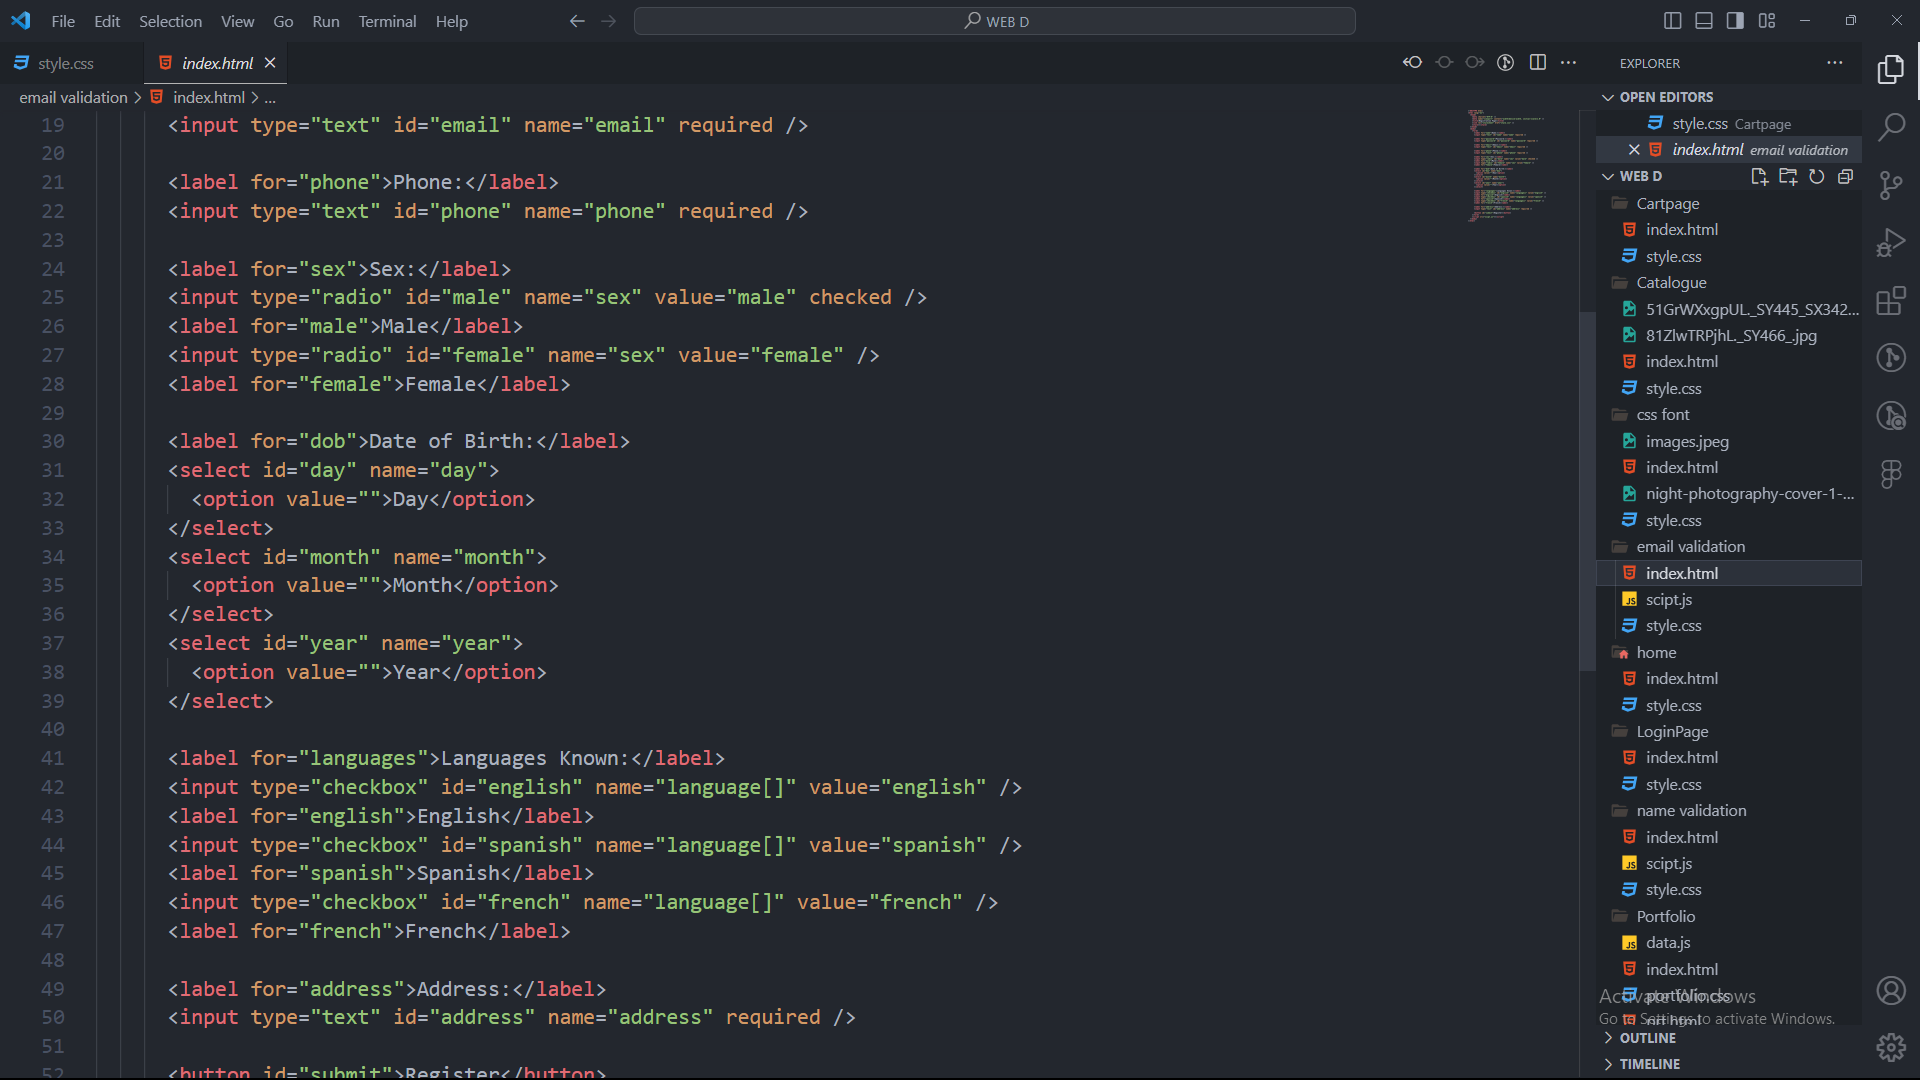 File Edit Selection View Go Run Terminal Help
WEB D
style.css
index.html
email validation > index.html > ...
19 <input type="text" id="email" name="email" required />
20
21 <label for="phone">Phone:</label>
22 <input type="text" id="phone" name="phone" required />
23
24 <label for="sex">Sex:</label>
25 <input type="radio" id="male" name="sex" value="male" checked />
26 <label for="male">Male</label>
27 <input type="radio" id="female" name="sex" value="female" />
28 <label for="female">Female</label>
29
30 <label for="dob">Date of Birth:</label>
31 <select id="day" name="day">
32 <option value="">Day</option>
33 </select>
34 <select id="month" name="month">
35 <option value="">Month</option>
36 </select>
37 <select id="year" name="year">
38 <option value="">Year</option>
39 </select>
40
41 <label for="languages">Languages Known:</label>
42 <input type="checkbox" id="english" name="language[]" value="english" />
43 <label for="english">English</label>
44 <input type="checkbox" id="spanish" name="language[]" value="spanish" />
45 <label for="spanish">Spanish</label>
46 <input type="checkbox" id="french" name="language[]" value="french" />
47 <label for="french">French</label>
48
49 <label for="address">Address:</label>
50 <input type="text" id="address" name="address" required />
51
52 <button id="submit">Register</button>
EXPLORER
OPEN EDITORS
style.css Cartpage
index.html email validation
WEB D
Cartpage
index.html
style.css
Catalogue
51GrWXxgpUL._SY445_SX342...
81ZlwTRPjhL._SY466_.jpg
index.html
style.css
css font
images.jpeg
index.html
night-photography-cover-1-...
style.css
email validation
index.html
scipt.js
style.css
home
index.html
style.css
LoginPage
index.html
style.css
name validation
index.html
scipt.js
style.css
Portfolio
data.js
index.html
portfolio.css
Activate Windows
Go to Settings to activate Windows.
OUTLINE
TIMELINE